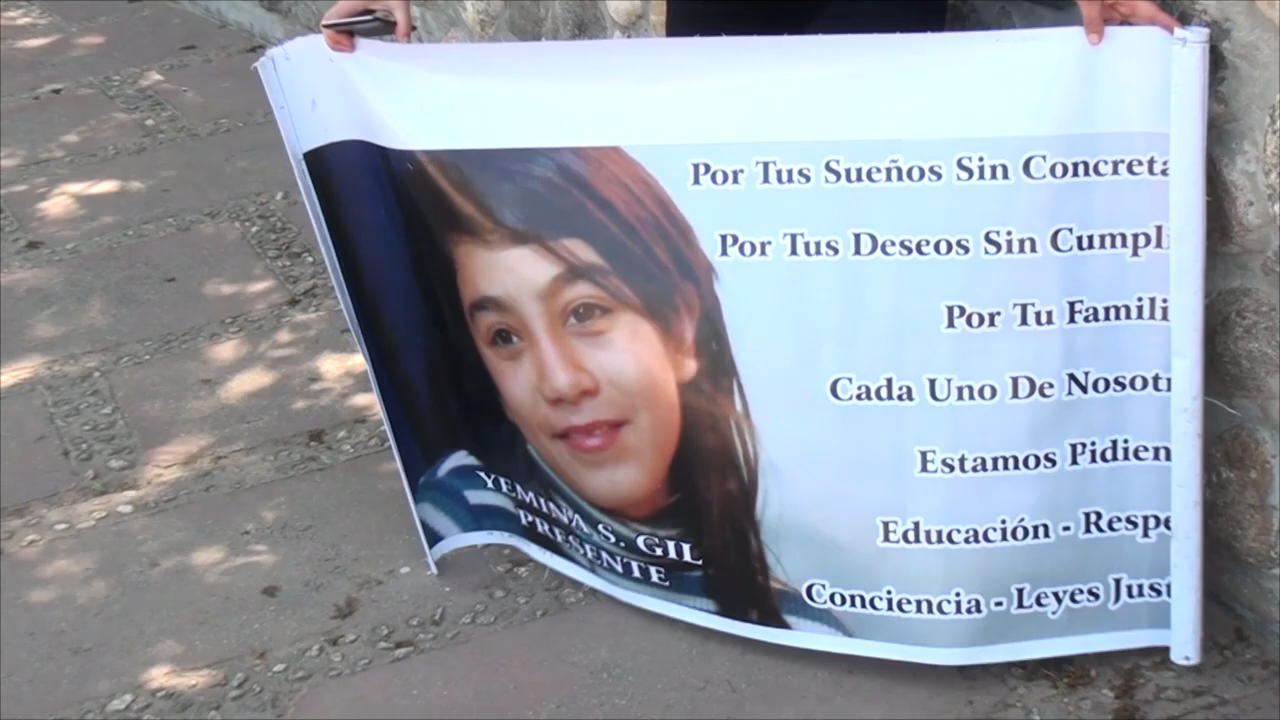 Por Tus Sueños Sin Concreta
Por Tus Deseos Sin Cumpli
Por Tu Famili
Cada Uno De Nosotr
Estamos Pidien
Educación - Respe
Conciencia - Leyes Just
YEMINA S. GIL
PRESENTE